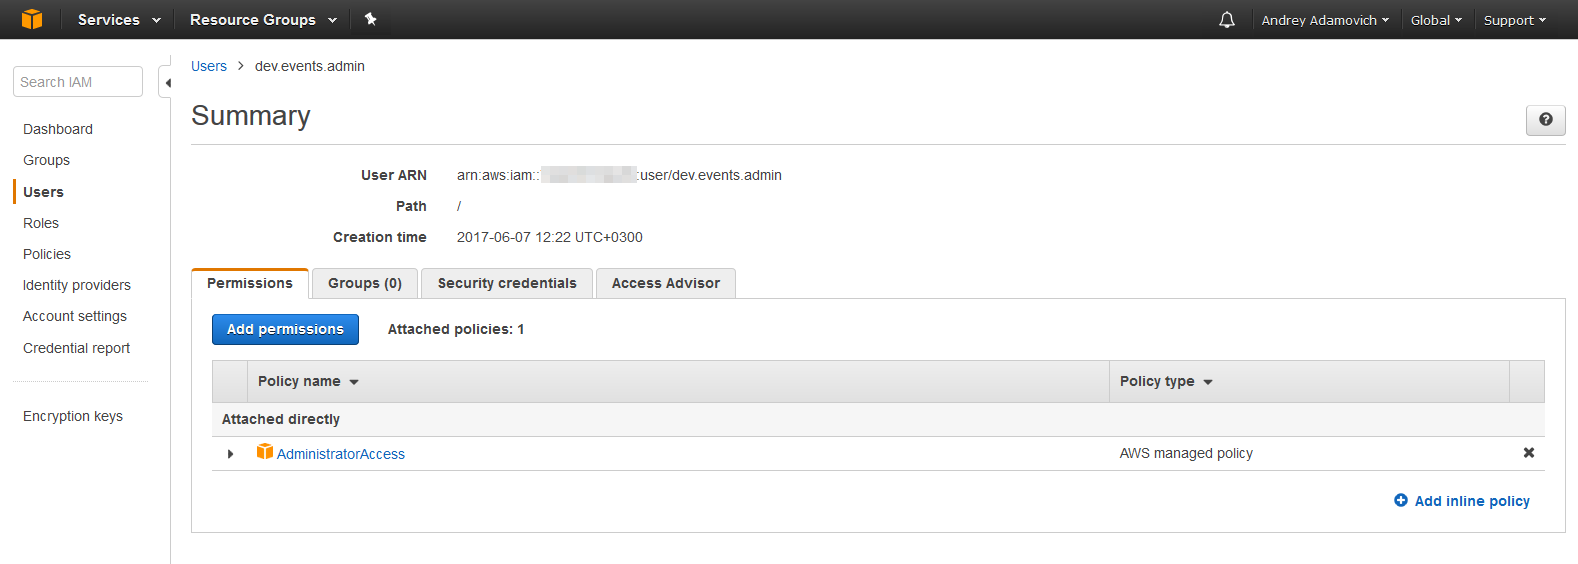 Services Resource Groups Andrey Adamovich Global Support
Search IAM
Dashboard
Groups
Users
Roles
Policies
Identity providers
Account settings
Credential report
Encryption keys
Users > dev.events.admin
Summary
User ARN arn:aws:iam:: :user/dev.events.admin
Path /
Creation time 2017-06-07 12:22 UTC+0300
Permissions Groups (0) Security credentials Access Advisor
Add permissions Attached policies: 1
Policy name Policy type
Attached directly
AdministratorAccess AWS managed policy
Add inline policy